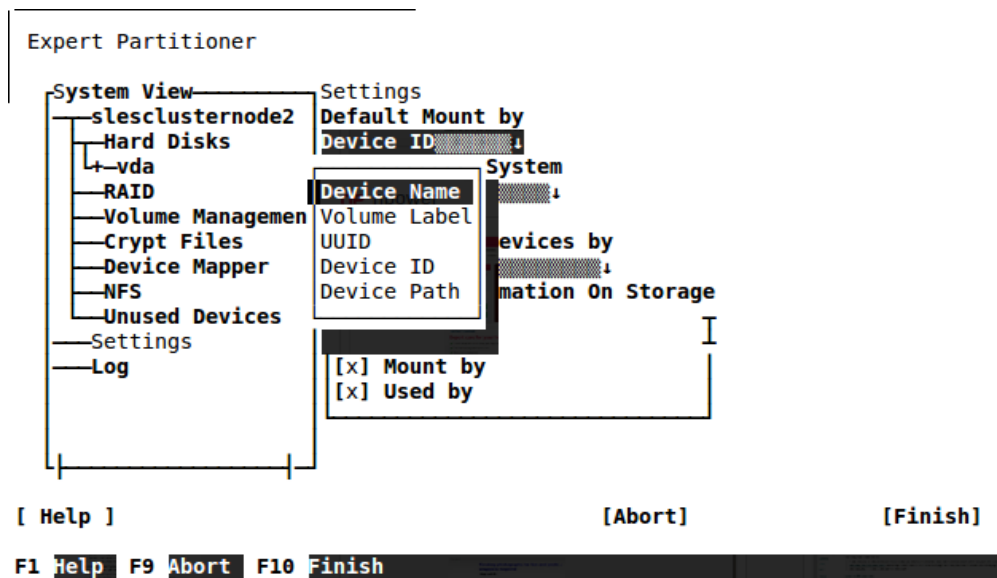 Expert Partitioner
System View
slesclusternode2
Hard Disks
+-vda
RAID
Volume Managemen
Crypt Files
Device Mapper
NFS
Unused Devices
Settings
Log
Settings
Default Mount by
Device ID↓
System
↓
Device Name
Volume Label
UUID
Device ID
Device Path
evices by
↓
mation On Storage
[x] Mount by
[x] Used by
[ Help ] [Abort] [Finish]
F1 Help F9 Abort F10 Finish